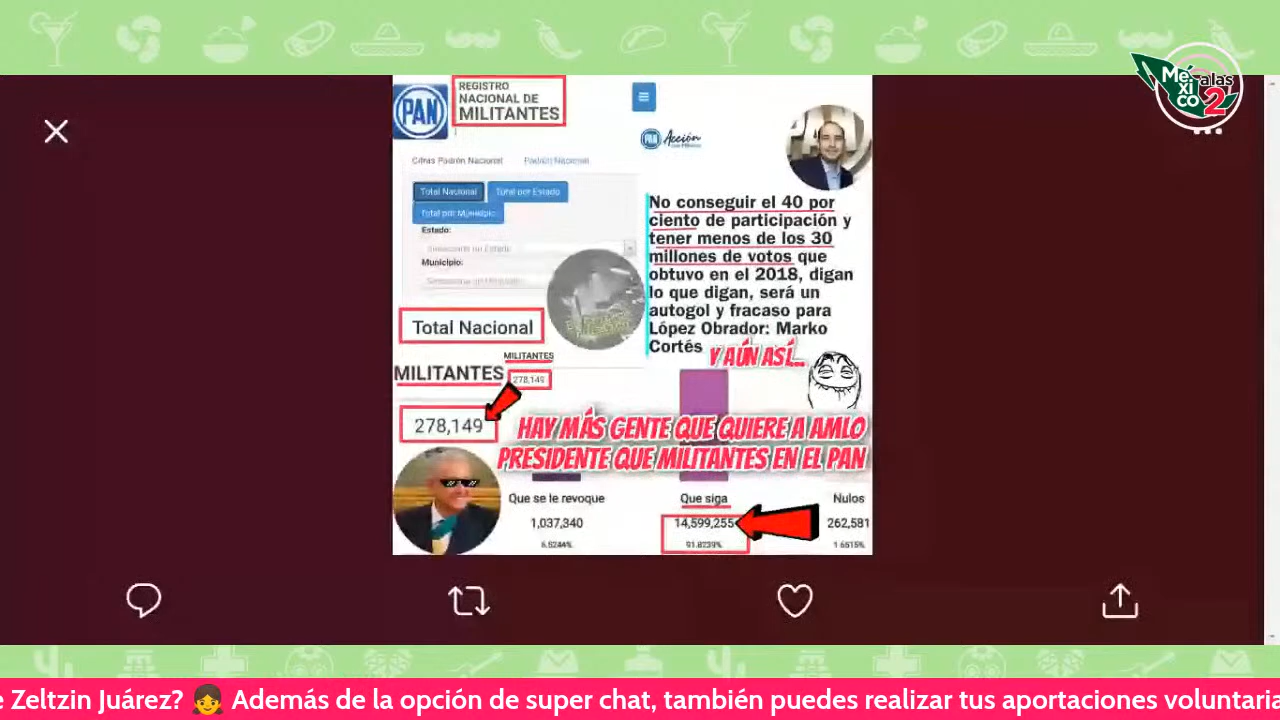 México
alas
2
PAN
REGISTRO
NACIONAL DE
MILITANTES
PAN Acción
Cifras Padrón Nacional Padrón Nacional
Total Nacional Total por Estado
Total por Municipio
Estado:
Municipio:
Total Nacional
MILITANTES
278,149
MILITANTES
278,149
No conseguir el 40 por
ciento de participación y
tener menos de los 30
millones de votos que
obtuvo en el 2018, digan
lo que digan, será un
autogol y fracaso para
López Obrador: Marko
Cortés
Y AÚN ASÍ...
HAY MÁS GENTE QUE QUIERE A AMLO
PRESIDENTE QUE MILITANTES EN EL PAN
Que se le revoque Que siga Nulos
1,037,340 14,599,255 262,581
6.5244% 91.8239% 1.6515%
e Zeltzin Juárez? 👧 Además de la opción de super chat, también puedes realizar tus aportaciones voluntaria